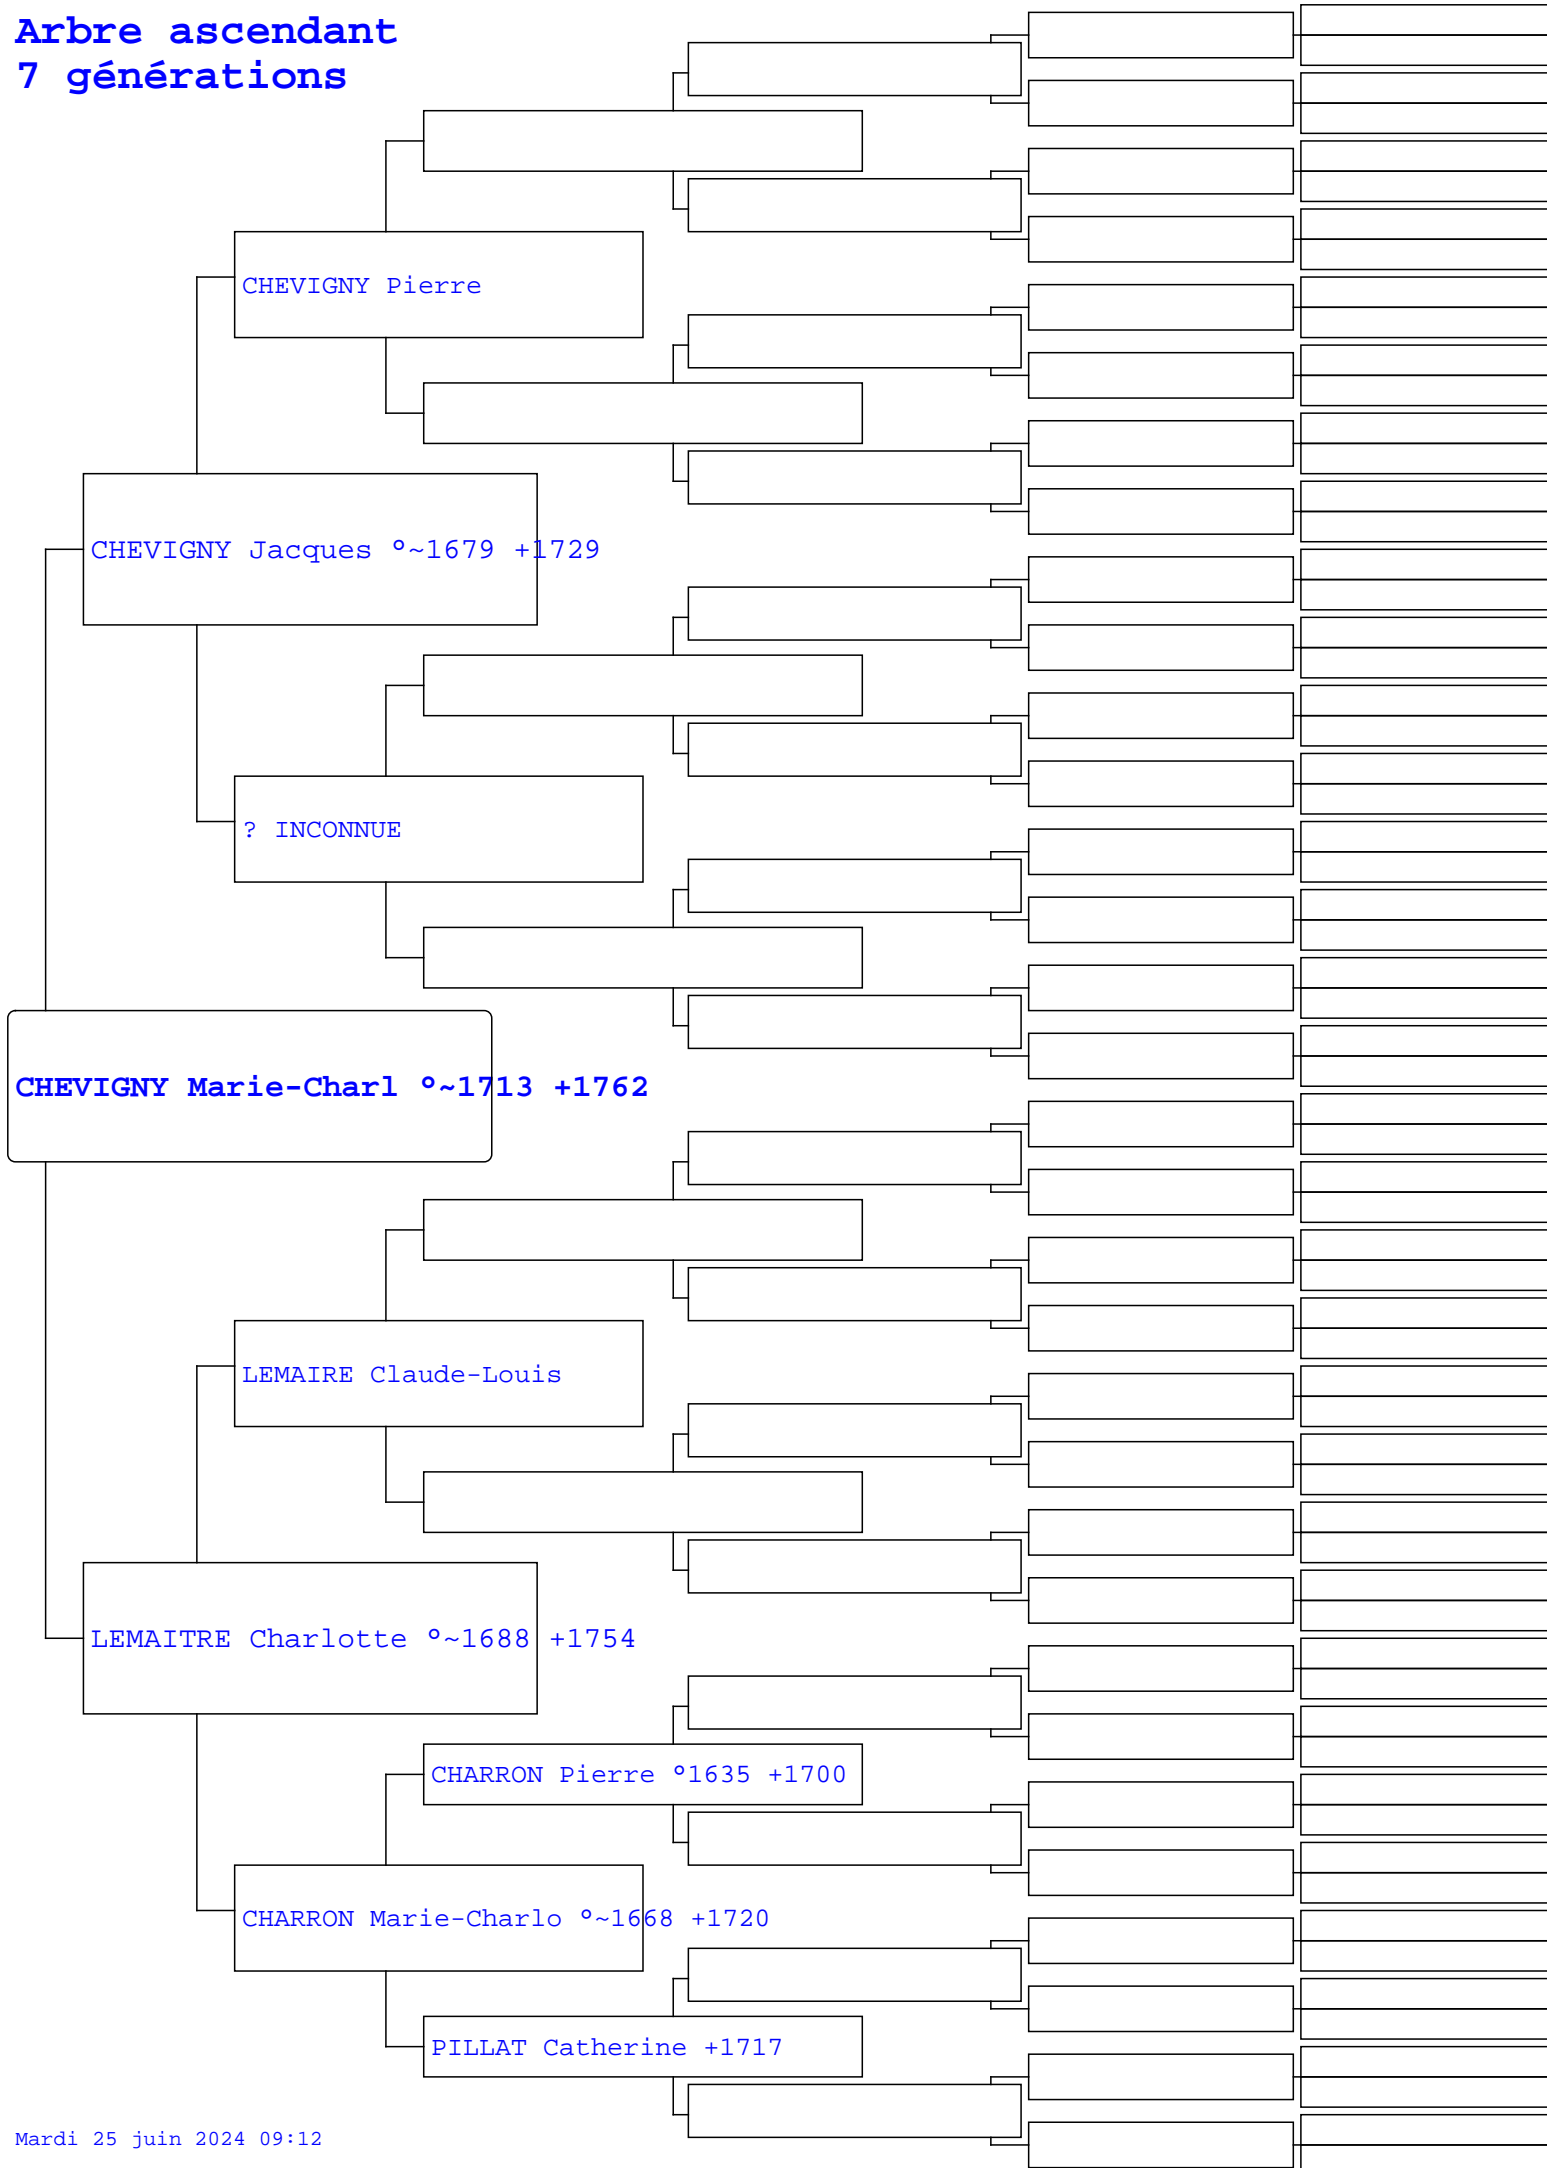 Arbre ascendant
7 générations
CHEVIGNY Pierre
CHEVIGNY Jacques °~1679 +1729
? INCONNUE
CHEVIGNY Marie-Charl °~1713 +1762
LEMAIRE Claude-Louis
LEMAITRE Charlotte °~1688 +1754
CHARRON Pierre °1635 +1700
CHARRON Marie-Charlo °~1668 +1720
PILLAT Catherine +1717
Mardi 25 juin 2024 09:12